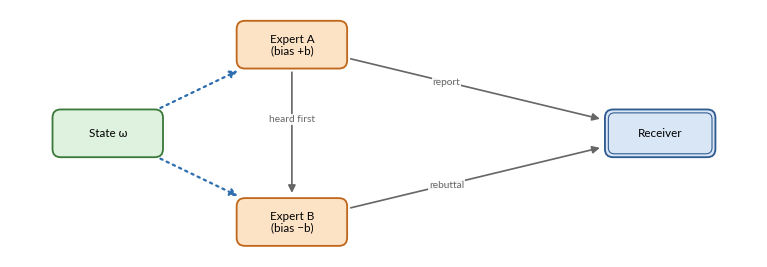 Expert A
(bias +b)
report
heard first
State ω
Receiver
rebuttal
Expert B
(bias −b)